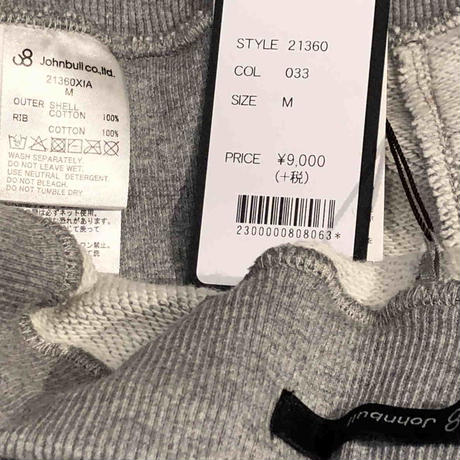 Johnbull co.,ltd.
21360XIA
M
OUTER SHELL
COTTON 100%
RIB
COTTON 100%
WASH SEPARATELY.
DO NOT LEAVE WET.
USE NEUTRAL DETERGENT.
DO NOT BLEACH.
DO NOT TUMBLE DRY.
STYLE 21360
COL 033
SIZE M
PRICE ¥9,000
(+税)
2300000808063*
Johnbull